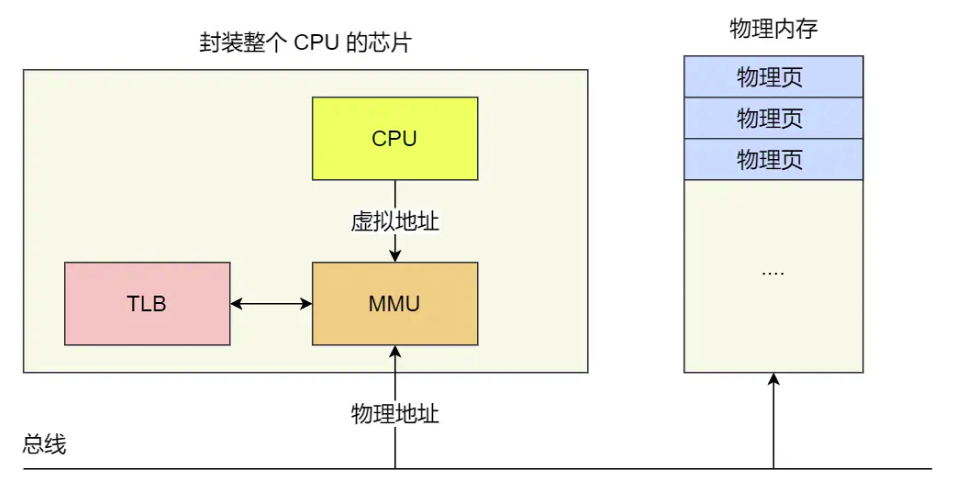 物理内存
封装整个 CPU 的芯片
物理页
物理页
物理页
CPU
虚拟地址
TLB
MMU
....
物理地址
总线